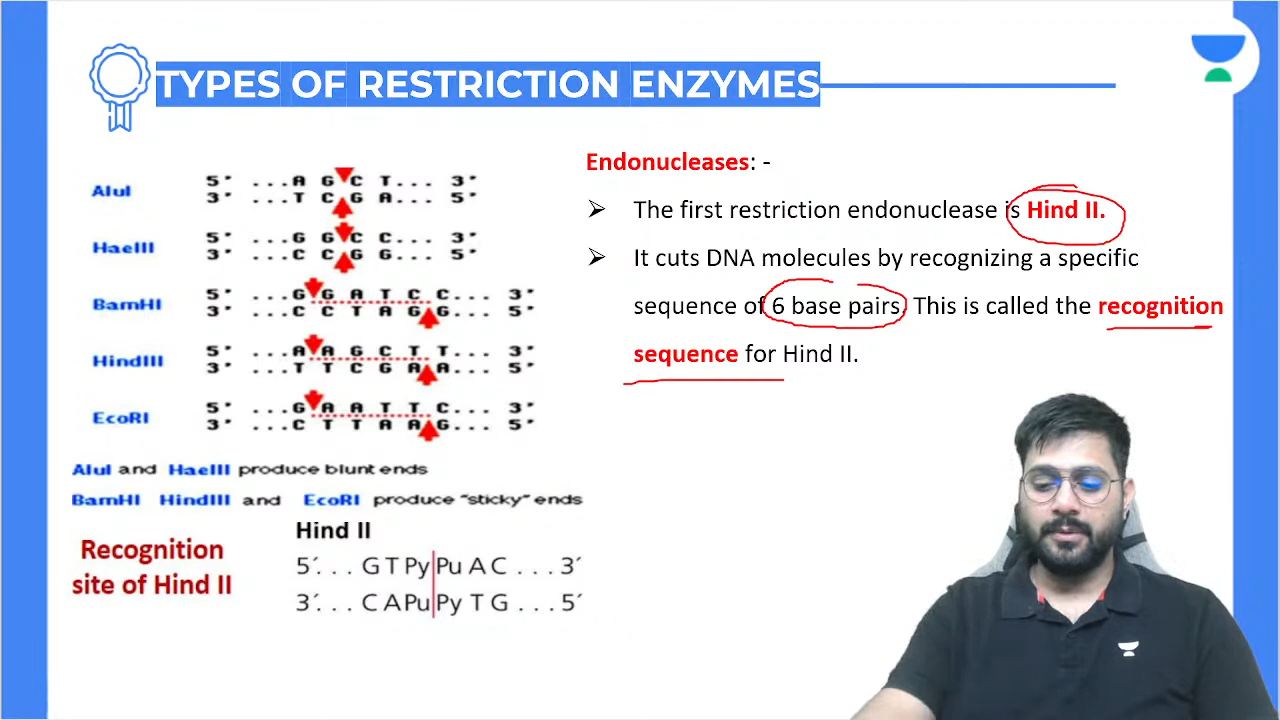 TYPES OF RESTRICTION ENZYMES
AluI
5' ...A G C T... 3'
3' ...T C G A... 5'
HaeIII
5' ...G G C C... 3'
3' ...C C G G... 5'
BamHI
5' ...G G A T C C... 3'
3' ...C C T A G G... 5'
HindIII
5' ...A A G C T T... 3'
3' ...T T C G A A... 5'
EcoRI
5' ...G A A T T C... 3'
3' ...C T T A A G... 5'
AluI and HaeIII produce blunt ends
BamHI HindIII and EcoRI produce "sticky" ends
Recognition
site of Hind II
Hind II
5´. . . G T Py Pu A C . . . 3´
3´. . . C A Pu Py T G . . . 5´
Endonucleases: -
➢ The first restriction endonuclease is Hind II.
➢ It cuts DNA molecules by recognizing a specific
sequence of 6 base pairs. This is called the recognition
sequence for Hind II.